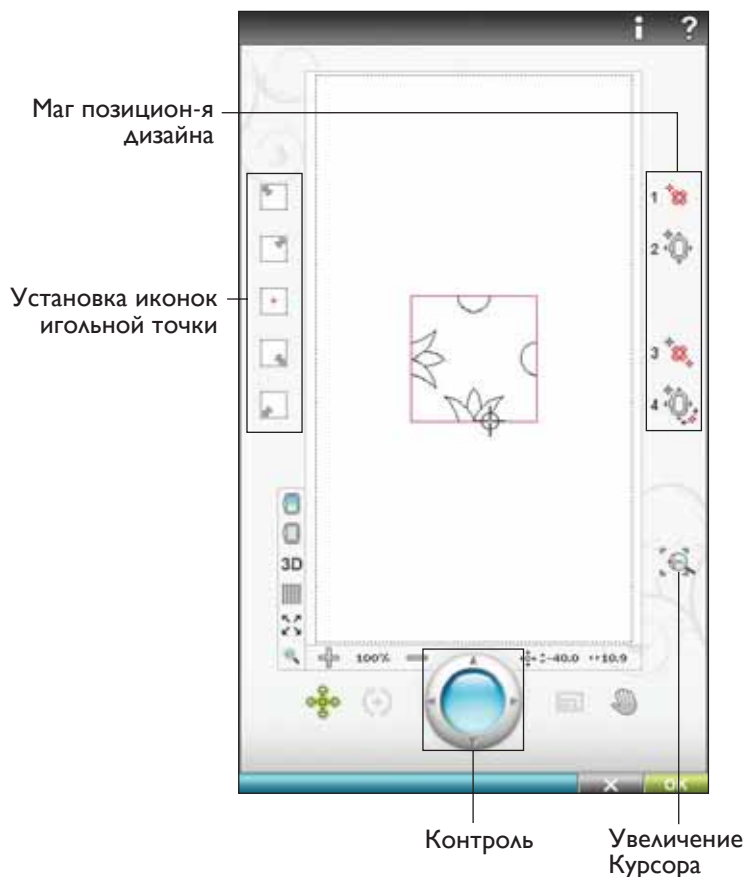 i ?
Маг позицион-я
дизайна
1
2
Установка иконок
игольной точки
3
4
3D
100% -40.0 10.9
× OK
Контроль
Увеличение
Курсора